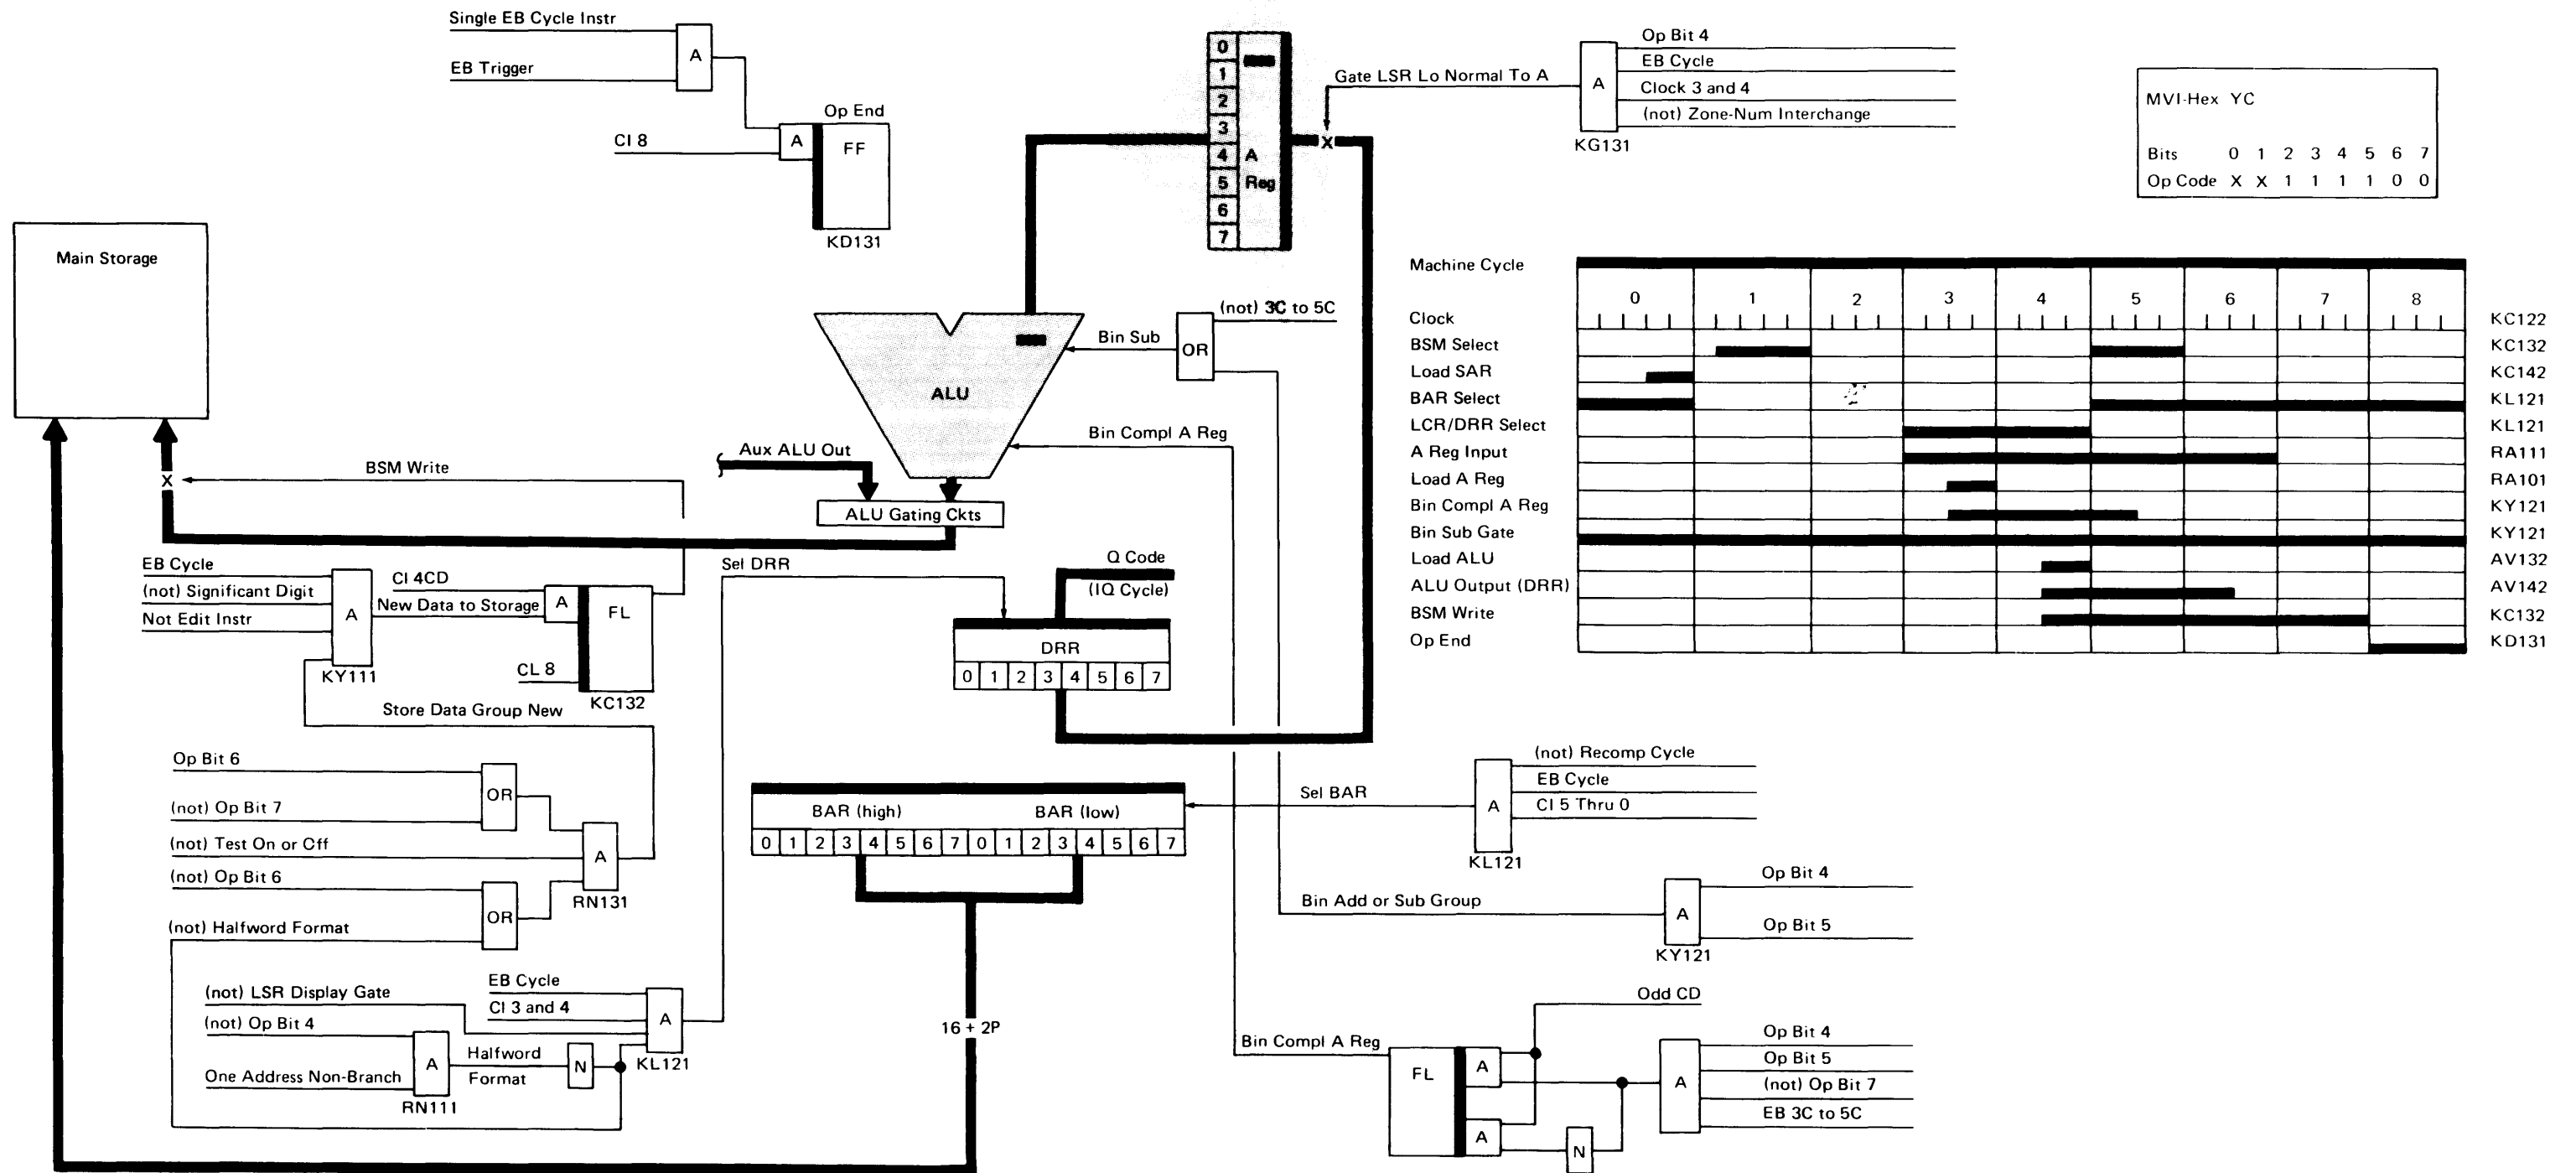 Single EB Cycle Instr
EB Trigger
A
Op End
CI 8
A
FF
KD131
0
1
2
3
4
5
6
7
A
Reg
Gate LSR Lo Normal To A
X
A
KG131
Op Bit 4
EB Cycle
Clock 3 and 4
(not) Zone-Num Interchange
MVI-Hex YC
Bits 0 1 2 3 4 5 6 7
Op Code X X 1 1 1 1 0 0
Main Storage
Machine Cycle
0 1 2 3 4 5 6 7 8
Clock KC122
BSM Select KC132
Load SAR KC142
BAR Select KL121
LCR/DRR Select KL121
A Reg Input RA111
Load A Reg RA101
Bin Compl A Reg KY121
Bin Sub Gate KY121
Load ALU AV132
ALU Output (DRR) AV142
BSM Write KC132
Op End KD131
(not) 3C to 5C
Bin Sub
OR
ALU
Bin Compl A Reg
Aux ALU Out
ALU Gating Ckts
BSM Write
X
EB Cycle
(not) Significant Digit
Not Edit Instr
A
KY111
CI 4CD
New Data to Storage
A
FL
CL 8
KC132
Store Data Group New
Sel DRR
Q Code
(IQ Cycle)
DRR
0 1 2 3 4 5 6 7
Op Bit 6
(not) Op Bit 7
OR
(not) Test On or Off
(not) Op Bit 6
A
RN131
OR
(not) Halfword Format
BAR (high) BAR (low)
0 1 2 3 4 5 6 7 0 1 2 3 4 5 6 7
Sel BAR
A
KL121
(not) Recomp Cycle
EB Cycle
CI 5 Thru 0
Bin Add or Sub Group
A
KY121
Op Bit 4
Op Bit 5
EB Cycle
CI 3 and 4
(not) LSR Display Gate
(not) Op Bit 4
A
KL121
One Address Non-Branch
A
RN111
Halfword
Format
N
16 + 2P
Odd CD
Bin Compl A Reg
FL
A
A
N
A
Op Bit 4
Op Bit 5
(not) Op Bit 7
EB 3C to 5C